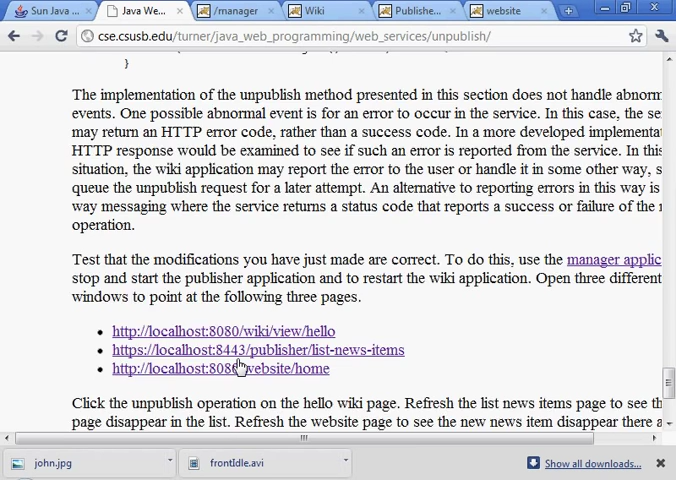 Sun Java ...
Java We...
/manager
Wiki
Publishe...
website
cse.csusb.edu/turner/java_web_programming/web_services/unpublish/
}
The implementation of the unpublish method presented in this section does not handle abnorm
events. One possible abnormal event is for an error to occur in the service. In this case, the se
may return an HTTP error code, rather than a success code. In a more developed implementa
HTTP response would be examined to see if such an error is reported from the service. In this
situation, the wiki application may report the error to the user or handle it in some other way, s
queue the unpublish request for a later attempt. An alternative to reporting errors in this way is
way messaging where the service returns a status code that reports a success or failure of the r
operation.
Test that the modifications you have just made are correct. To do this, use the manager applic
stop and start the publisher application and to restart the wiki application. Open three different
windows to point at the following three pages.
• http://localhost:8080/wiki/view/hello
• https://localhost:8443/publisher/list-news-items
• http://localhost:8080/website/home
Click the unpublish operation on the hello wiki page. Refresh the list news items page to see th
page disappear in the list. Refresh the website page to see the new news item disappear there a
john.jpg
frontIdle.avi
Show all downloads...